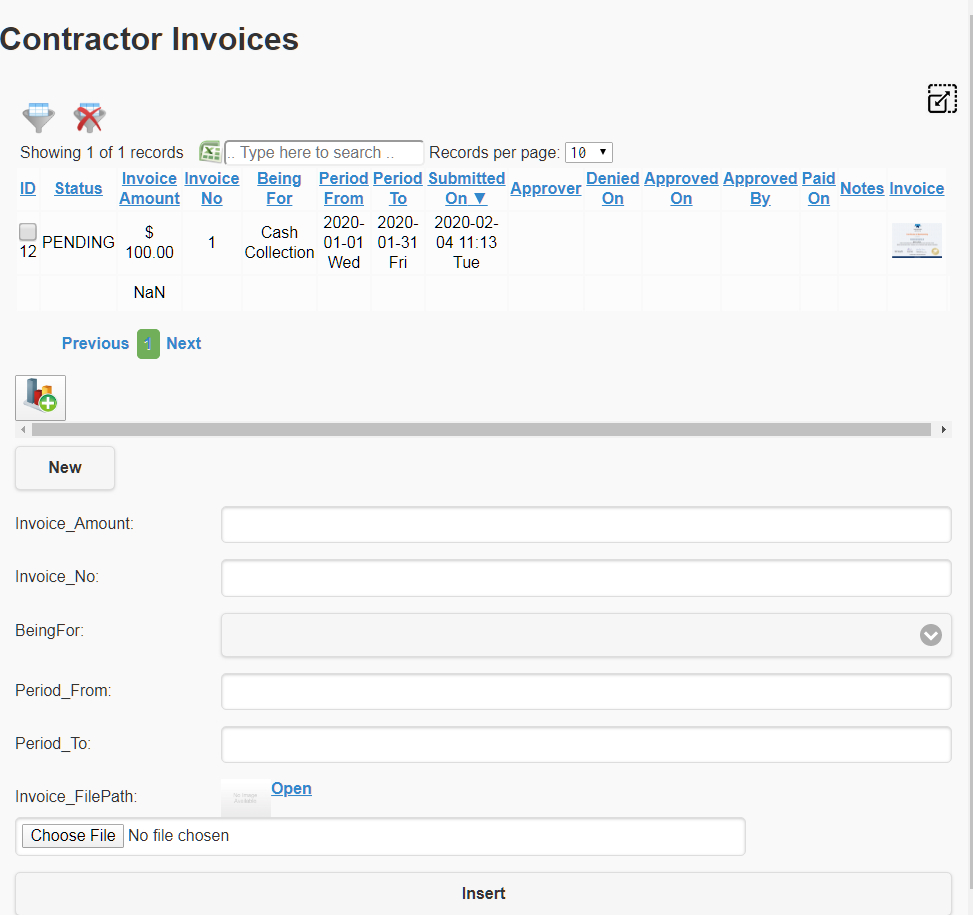 Contractor Invoices
Showing 1 of 1 records .. Type here to search .. Records per page: 10
ID Status Invoice Amount Invoice No Being For Period From Period To Submitted On ▼ Approver Denied On Approved On Approved By Paid On Notes Invoice
12 PENDING $ 100.00 1 Cash Collection 2020-01-01 Wed 2020-01-31 Fri 2020-02-04 11:13 Tue
NaN
Previous 1 Next
New
Invoice_Amount:
Invoice_No:
BeingFor:
Period_From:
Period_To:
Invoice_FilePath: No Image Available Open
Choose File No file chosen
Insert